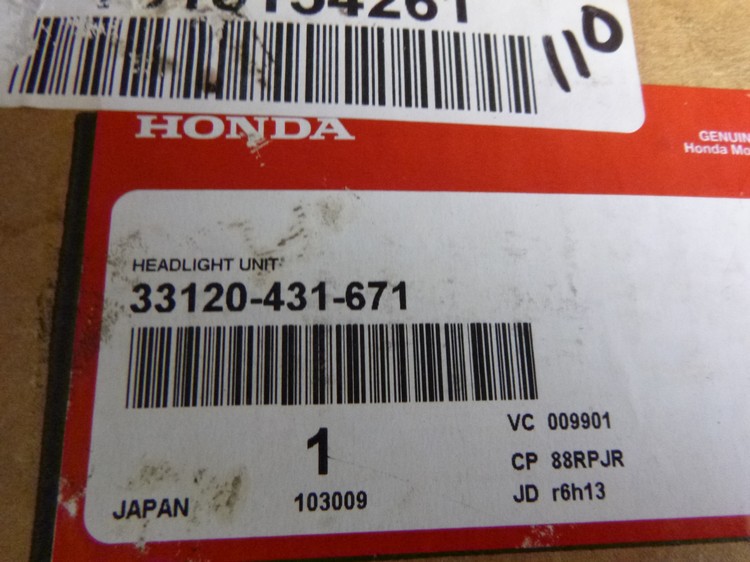 110
HONDA
GENUIN
Honda Mo
HEADLIGHT UNIT
33120-431-671
1
VC 009901
CP 88RPJR
JD r6h13
JAPAN
103009